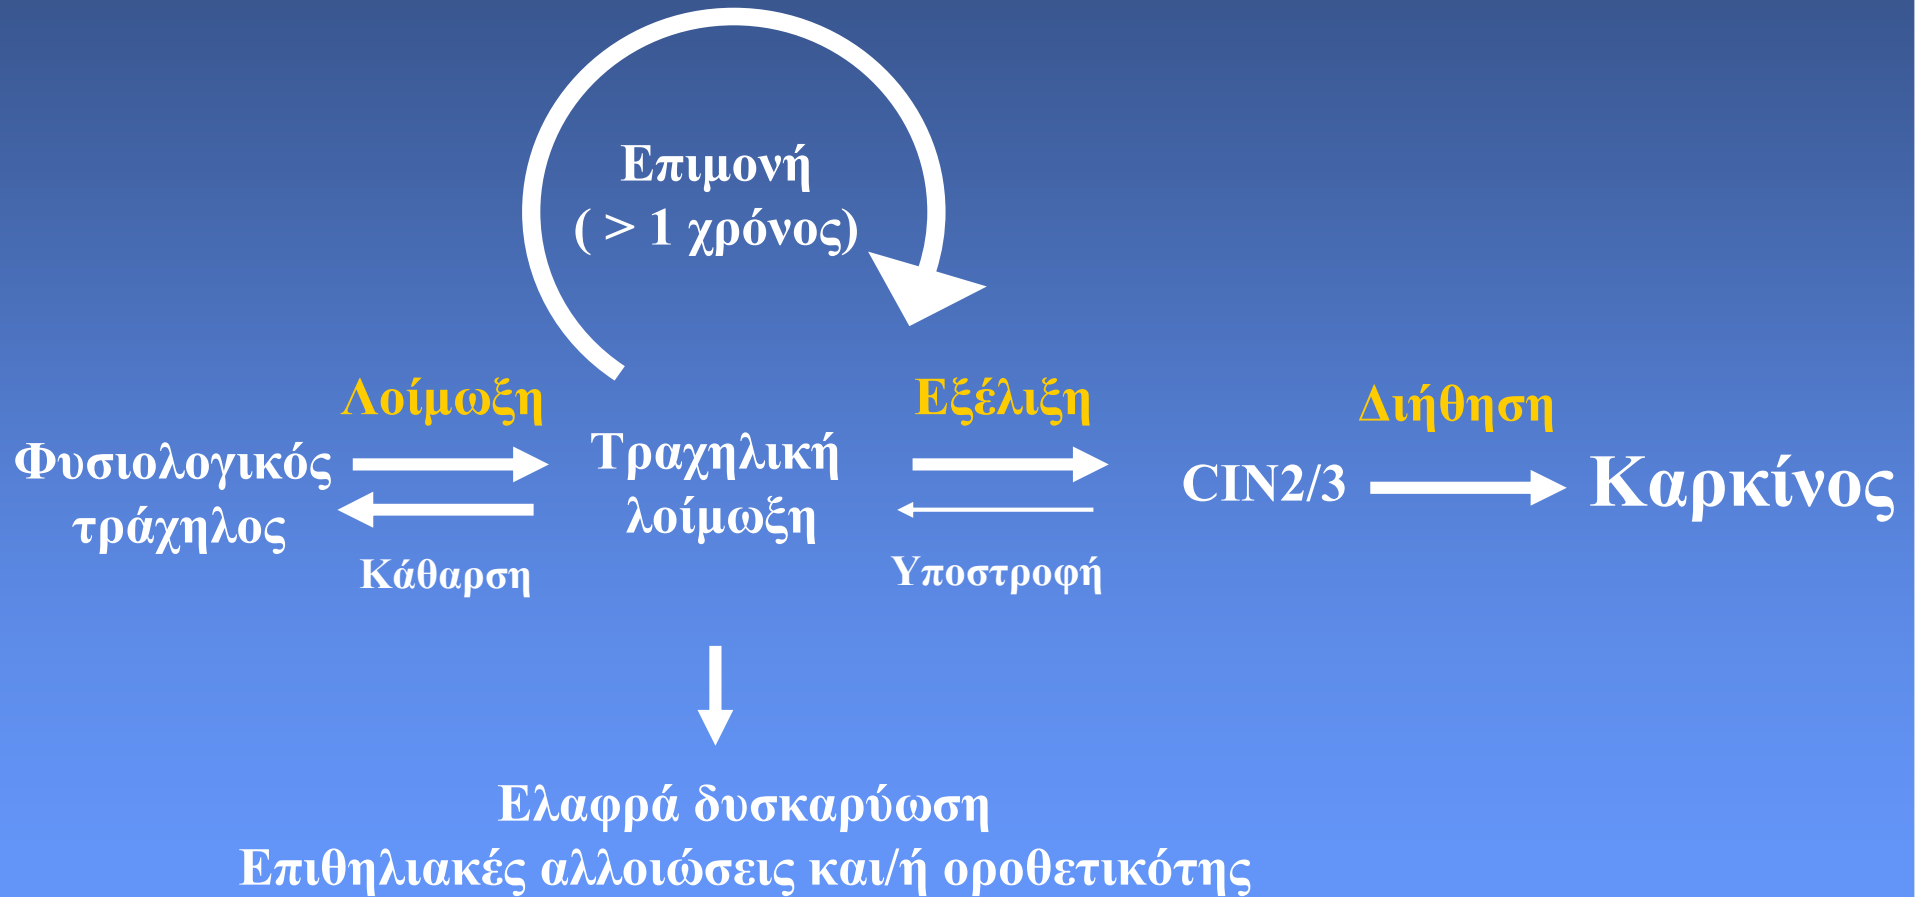 Επιμονή
( > 1 χρόνος)
Λοίμωξη
Εξέλιξη
Διήθηση
Φυσιολογικός
τράχηλος
Τραχηλική
λοίμωξη
CIN2/3
Καρκίνος
Κάθαρση
Υποστροφή
Ελαφρά δυσκαρύωση
Επιθηλιακές αλλοιώσεις και/ή οροθετικότης